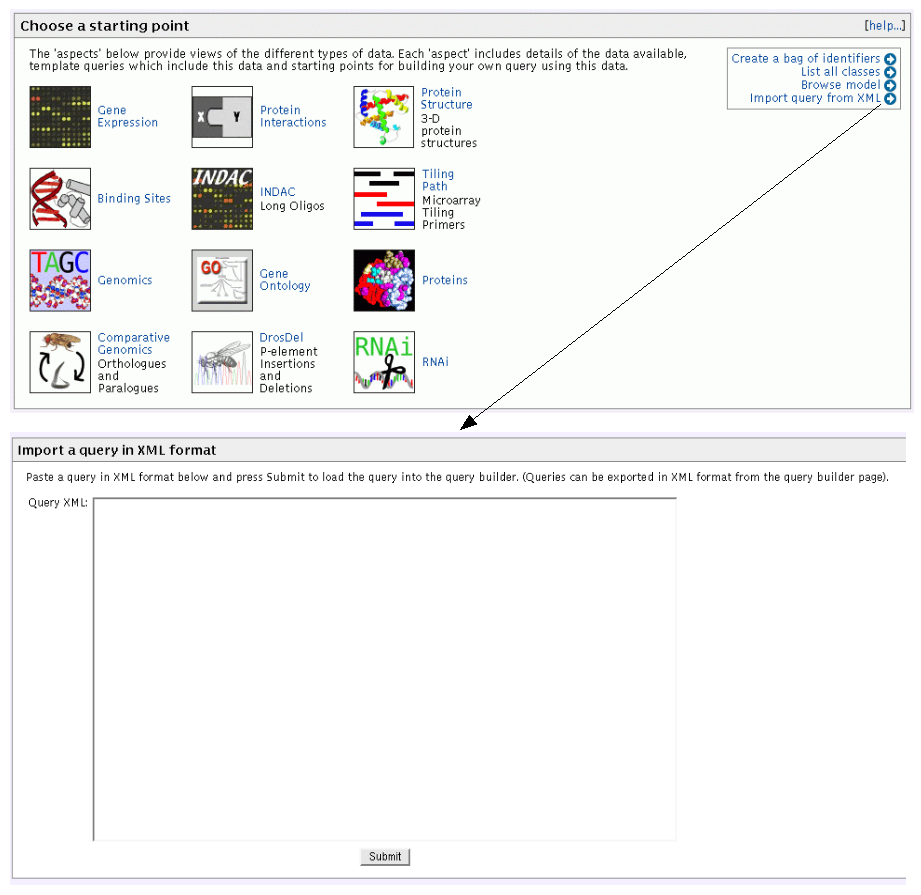 Choose a starting point
[help...]
The 'aspects' below provide views of the different types of data. Each 'aspect' includes details of the data available,
template queries which include this data and starting points for building your own query using this data.
Create a bag of identifiers
List all classes
Browse model
Import query from XML
Gene
Expression
X Y
Protein
Interactions
Protein
Structure
3-D
protein
structures
Binding Sites
INDAC
INDAC
Long Oligos
Tiling
Path
Microarray
Tiling
Primers
TAGC
Genomics
GO
Gene
Ontology
Proteins
Comparative
Genomics
Orthologues
and
Paralogues
DrosDel
P-element
Insertions
and
Deletions
RNAi
RNAi
Import a query in XML format
Paste a query in XML format below and press Submit to load the query into the query builder. (Queries can be exported in XML format from the query builder page).
Query XML:
Submit